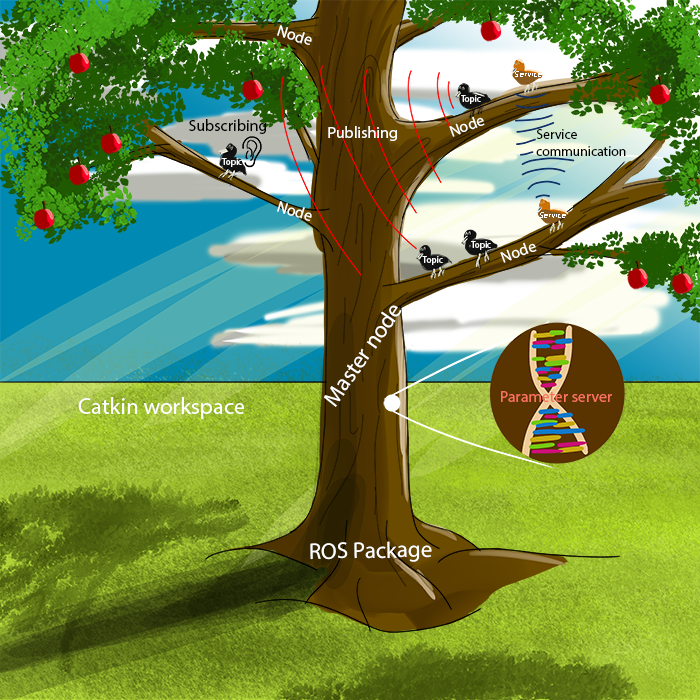 Node
Service
Topic
Subscribing
Publishing
Node
Service
communication
Topic
Node
Service
Topic
Topic
Node
Master node
Parameter server
Catkin workspace
ROS Package